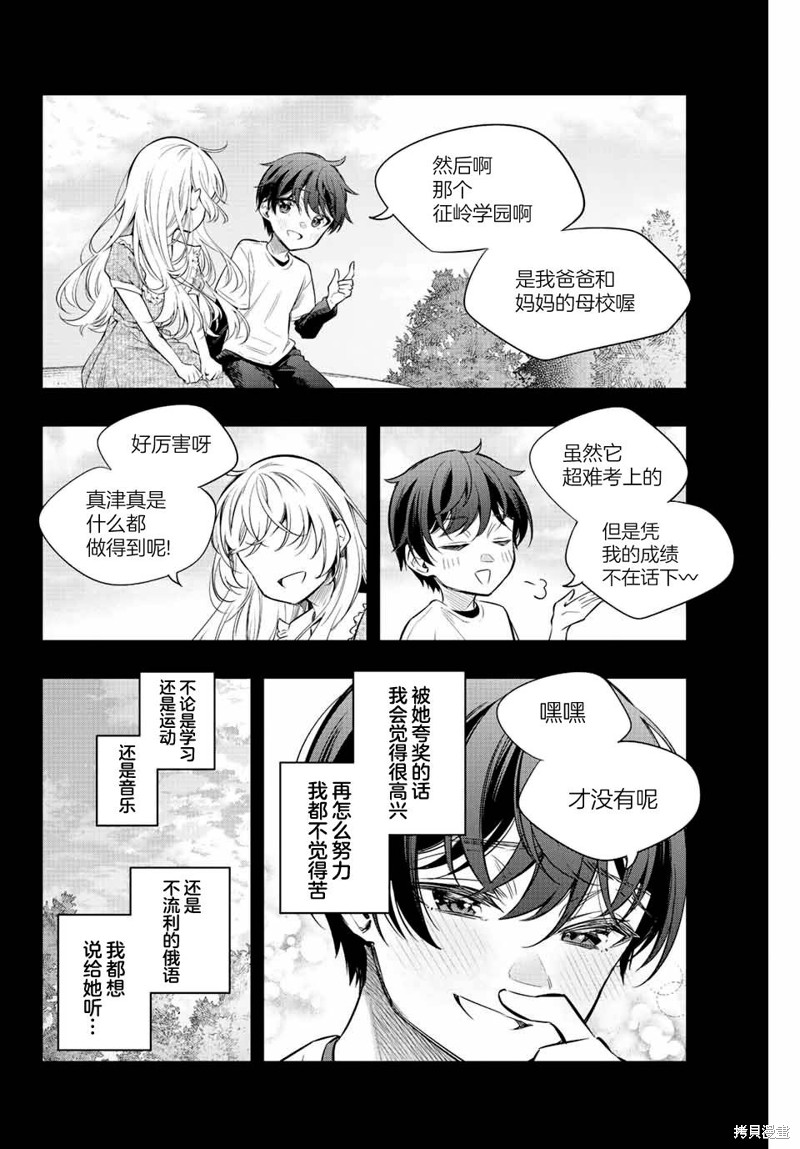 然后啊
那个
征岭学园啊
是我爸爸和
妈妈的母校喔
虽然它
超难考上的
但是凭
我的成绩
不在话下~
好厉害呀
真津真是
什么都
做得到呢!
嘿嘿
才没有呢
被她夸奖的话
我会觉得很高兴
再怎么努力
我都不觉得苦
不论是学习
还是运动
还是音乐
还是
不流利的俄语
我都想
说给她听…
拷贝漫畫